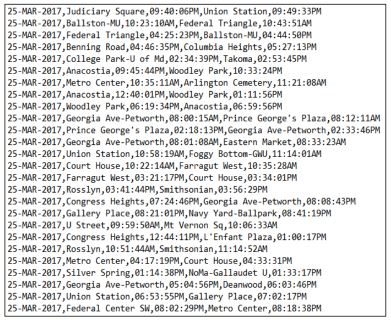 25-MAR-2017,Judiciary Square,09:40:06PM,Union Station,09:49:33PM
25-MAR-2017,Ballston-MU,10:23:10AM,Federal Triangle,10:43:51AM
25-MAR-2017,Federal Triangle,04:25:23PM,Ballston-MU,04:44:50PM
25-MAR-2017,Benning Road,04:46:35PM,Columbia Heights,05:27:13PM
25-MAR-2017,College Park-U of Md,02:34:39PM,Takoma,02:53:45PM
25-MAR-2017,Anacostia,09:45:44PM,Woodley Park,10:33:24PM
25-MAR-2017,Metro Center,10:35:11AM,Arlington Cemetery,11:21:08AM
25-MAR-2017,Anacostia,12:40:01PM,Woodley Park,01:11:56PM
25-MAR-2017,Woodley Park,06:19:34PM,Anacostia,06:59:56PM
25-MAR-2017,Georgia Ave-Petworth,08:00:15AM,Prince George's Plaza,08:12:11AM
25-MAR-2017,Prince George's Plaza,02:18:13PM,Georgia Ave-Petworth,02:33:46PM
25-MAR-2017,Georgia Ave-Petworth,08:01:08AM,Eastern Market,08:33:23AM
25-MAR-2017,Union Station,10:58:19AM,Foggy Bottom-GWU,11:14:01AM
25-MAR-2017,Court House,10:22:14AM,Farragut West,10:35:28AM
25-MAR-2017,Farragut West,03:21:17PM,Court House,03:34:01PM
25-MAR-2017,Rosslyn,03:41:44PM,Smithsonian,03:56:29PM
25-MAR-2017,Congress Heights,07:24:46PM,Georgia Ave-Petworth,08:08:43PM
25-MAR-2017,Gallery Place,08:21:01PM,Navy Yard-Ballpark,08:41:19PM
25-MAR-2017,U Street,09:59:50AM,Mt Vernon Sq,10:06:33AM
25-MAR-2017,Congress Heights,12:44:11PM,L'Enfant Plaza,01:00:17PM
25-MAR-2017,Rosslyn,10:51:44AM,Smithsonian,11:14:52AM
25-MAR-2017,Metro Center,04:17:19PM,Court House,04:33:31PM
25-MAR-2017,Silver Spring,01:14:38PM,NoMa-Gallaudet U,01:33:17PM
25-MAR-2017,Georgia Ave-Petworth,05:04:56PM,Deanwood,06:03:46PM
25-MAR-2017,Union Station,06:53:55PM,Gallery Place,07:02:17PM
25-MAR-2017,Federal Center SW,08:02:29PM,Metro Center,08:18:38PM